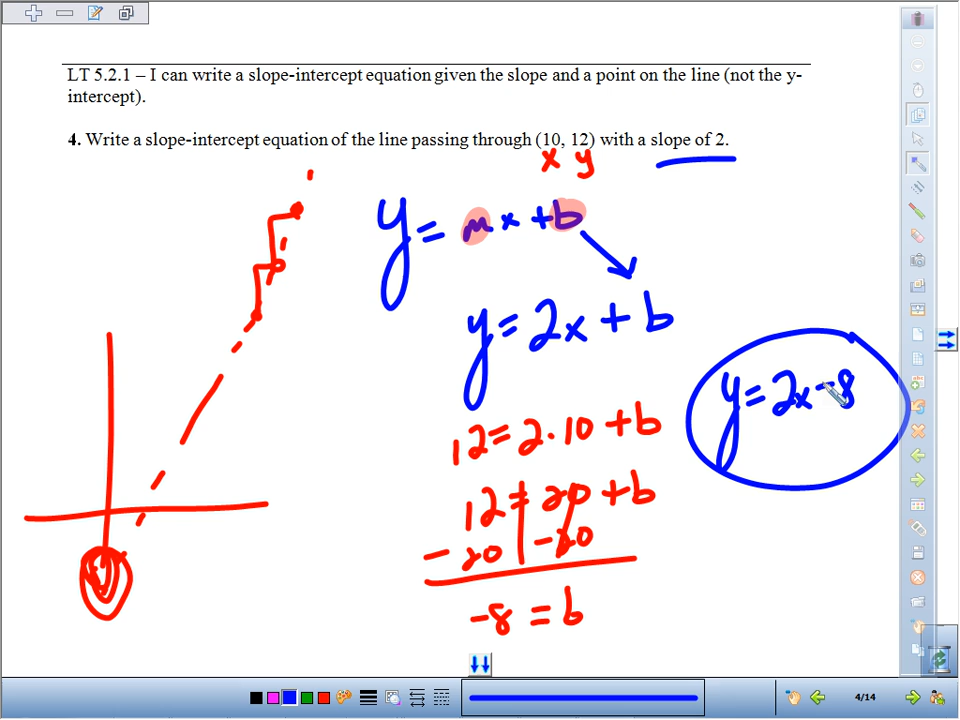 LT 5.2.1 – I can write a slope-intercept equation given the slope and a point on the line (not the y-
intercept).
4. Write a slope-intercept equation of the line passing through (10, 12) with a slope of 2.
x y
y = mx + b
y = 2x + b
y = 2x - 8
12 = 2 · 10 + b
12 = 20 + b
- 20 - 20
-8 = b
4/14